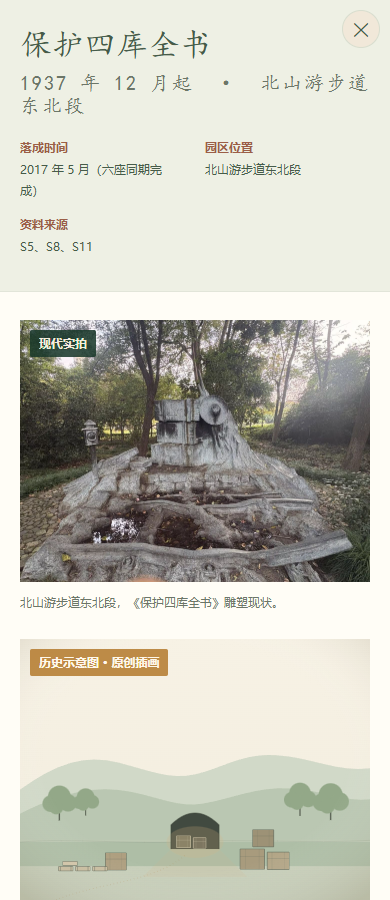 保护四库全书
1937 年 12 月起 • 北山游步道
东北段
落成时间
2017 年 5 月（六座同期完
成）
园区位置
北山游步道东北段
资料来源
S5、S8、S11
现代实拍
北山游步道东北段，《保护四库全书》雕塑现状。
历史示意图 • 原创插画